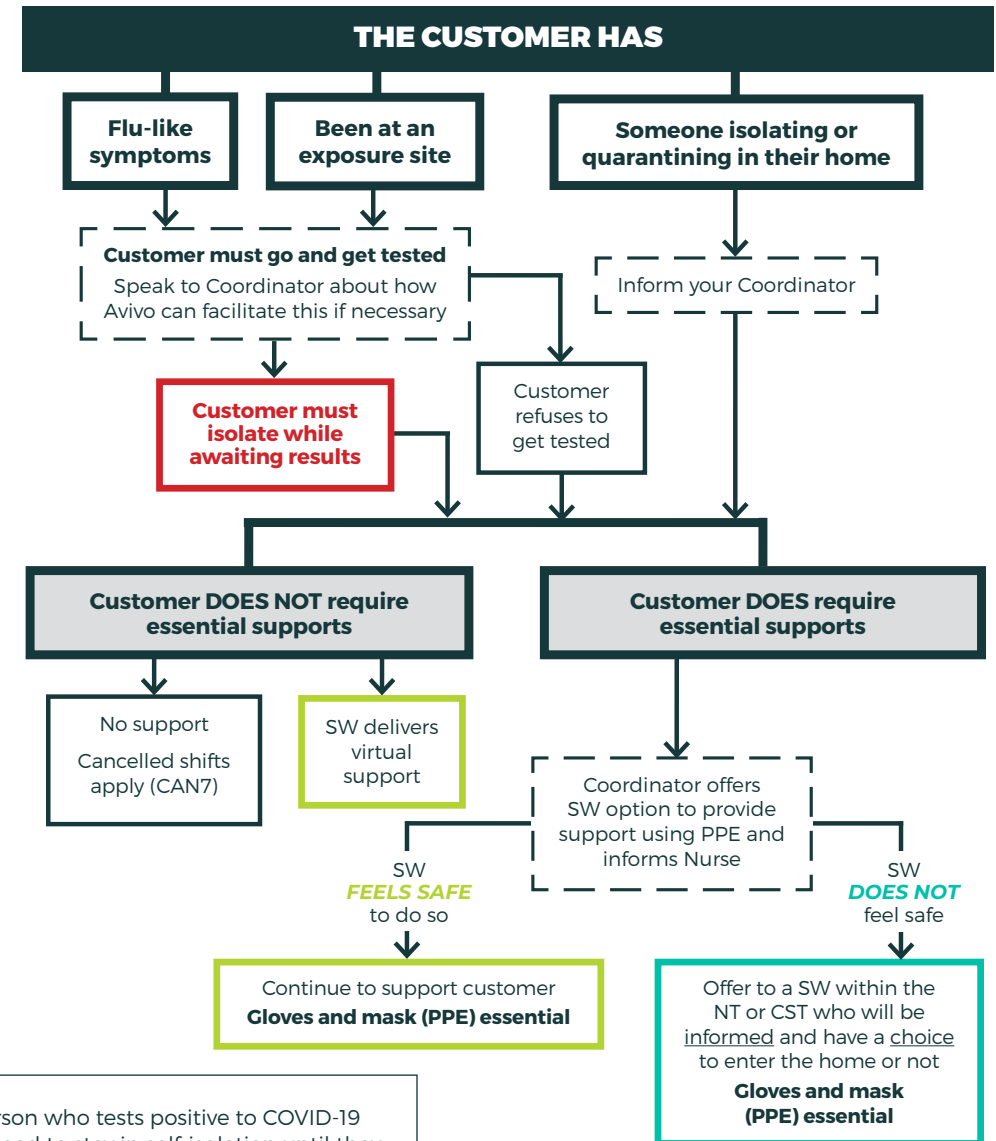 THE CUSTOMER HAS
Flu-like
symptoms
Been at an
exposure site
Someone isolating or
quarantining in their home
Customer must go and get tested
Speak to Coordinator about how
Avivo can facilitate this if necessary
Inform your Coordinator
Customer must
isolate while
awaiting results
Customer
refuses to
get tested
Customer DOES NOT require
essential supports
Customer DOES require
essential supports
No support
Cancelled shifts
apply (CAN7)
SW delivers
virtual
support
Coordinator offers
SW option to provide
support using PPE and
informs Nurse
SW
FEELS SAFE
to do so
SW
DOES NOT
feel safe
Continue to support customer
Gloves and mask (PPE) essential
Offer to a SW within the
NT or CST who will be
informed and have a choice
to enter the home or not
Gloves and mask
(PPE) essential
who tests positive to COVID-19